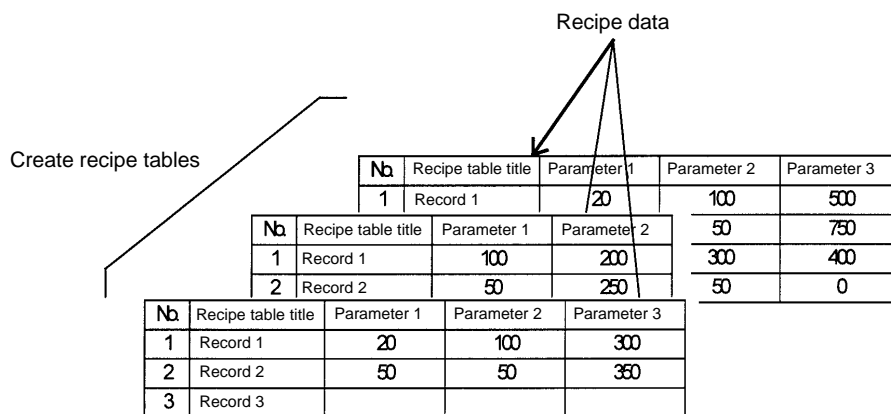 Recipe data
Create recipe tables
No. Recipe table title Parameter 1 Parameter 2 Parameter 3
1 Record 1 20 100 500
50 750
300 400
50 0
No. Recipe table title Parameter 1 Parameter 2
1 Record 1 100 200
2 Record 2 50 250
No. Recipe table title Parameter 1 Parameter 2 Parameter 3
1 Record 1 20 100 300
2 Record 2 50 50 350
3 Record 3